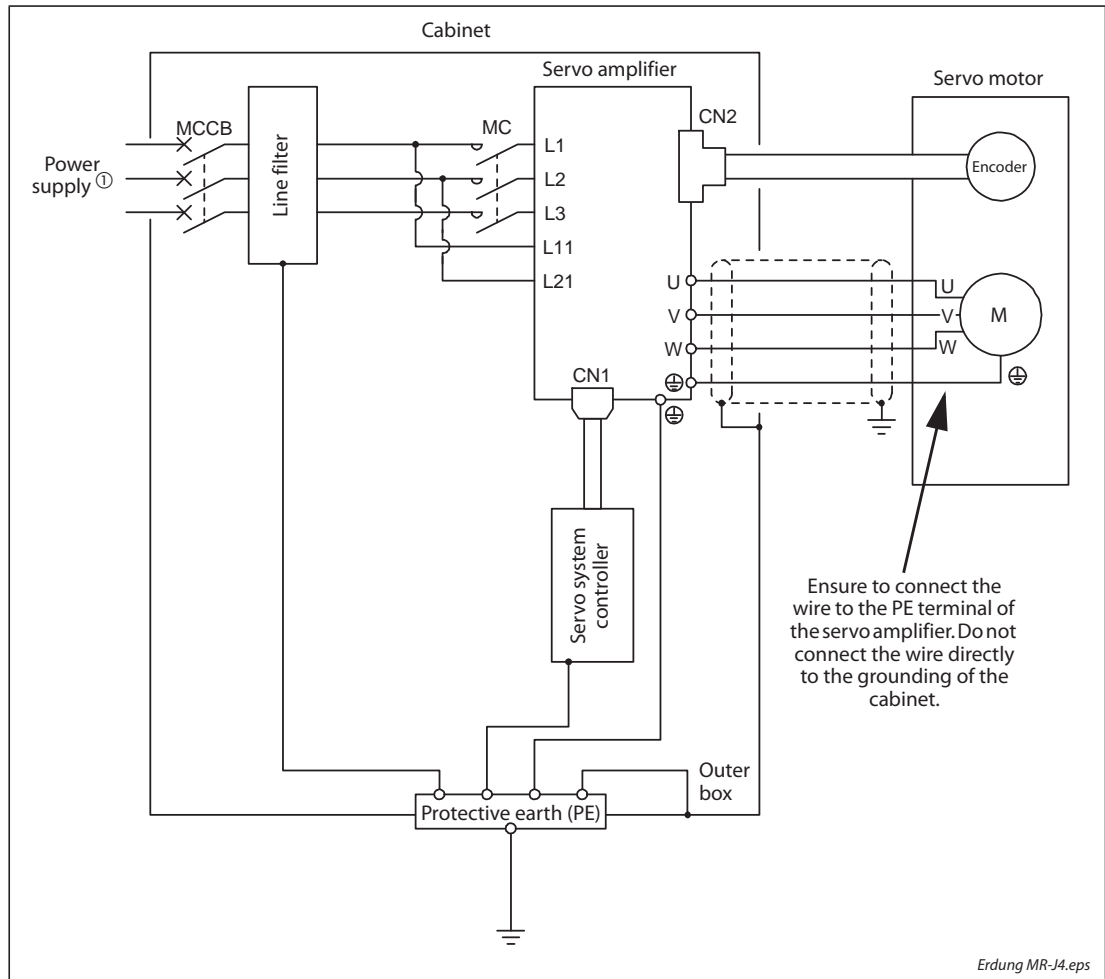 Cabinet
Servo amplifier
Servo motor
MCCB
Line filter
MC
CN2
L1
L2
L3
L11
L21
Power
supply ①
Encoder
U
V
W
U
V
W
M
CN1
Servo system
controller
Ensure to connect the
wire to the PE terminal of
the servo amplifier. Do not
connect the wire directly
to the grounding of the
cabinet.
Outer
box
Protective earth (PE)
Erdung MR-J4.eps